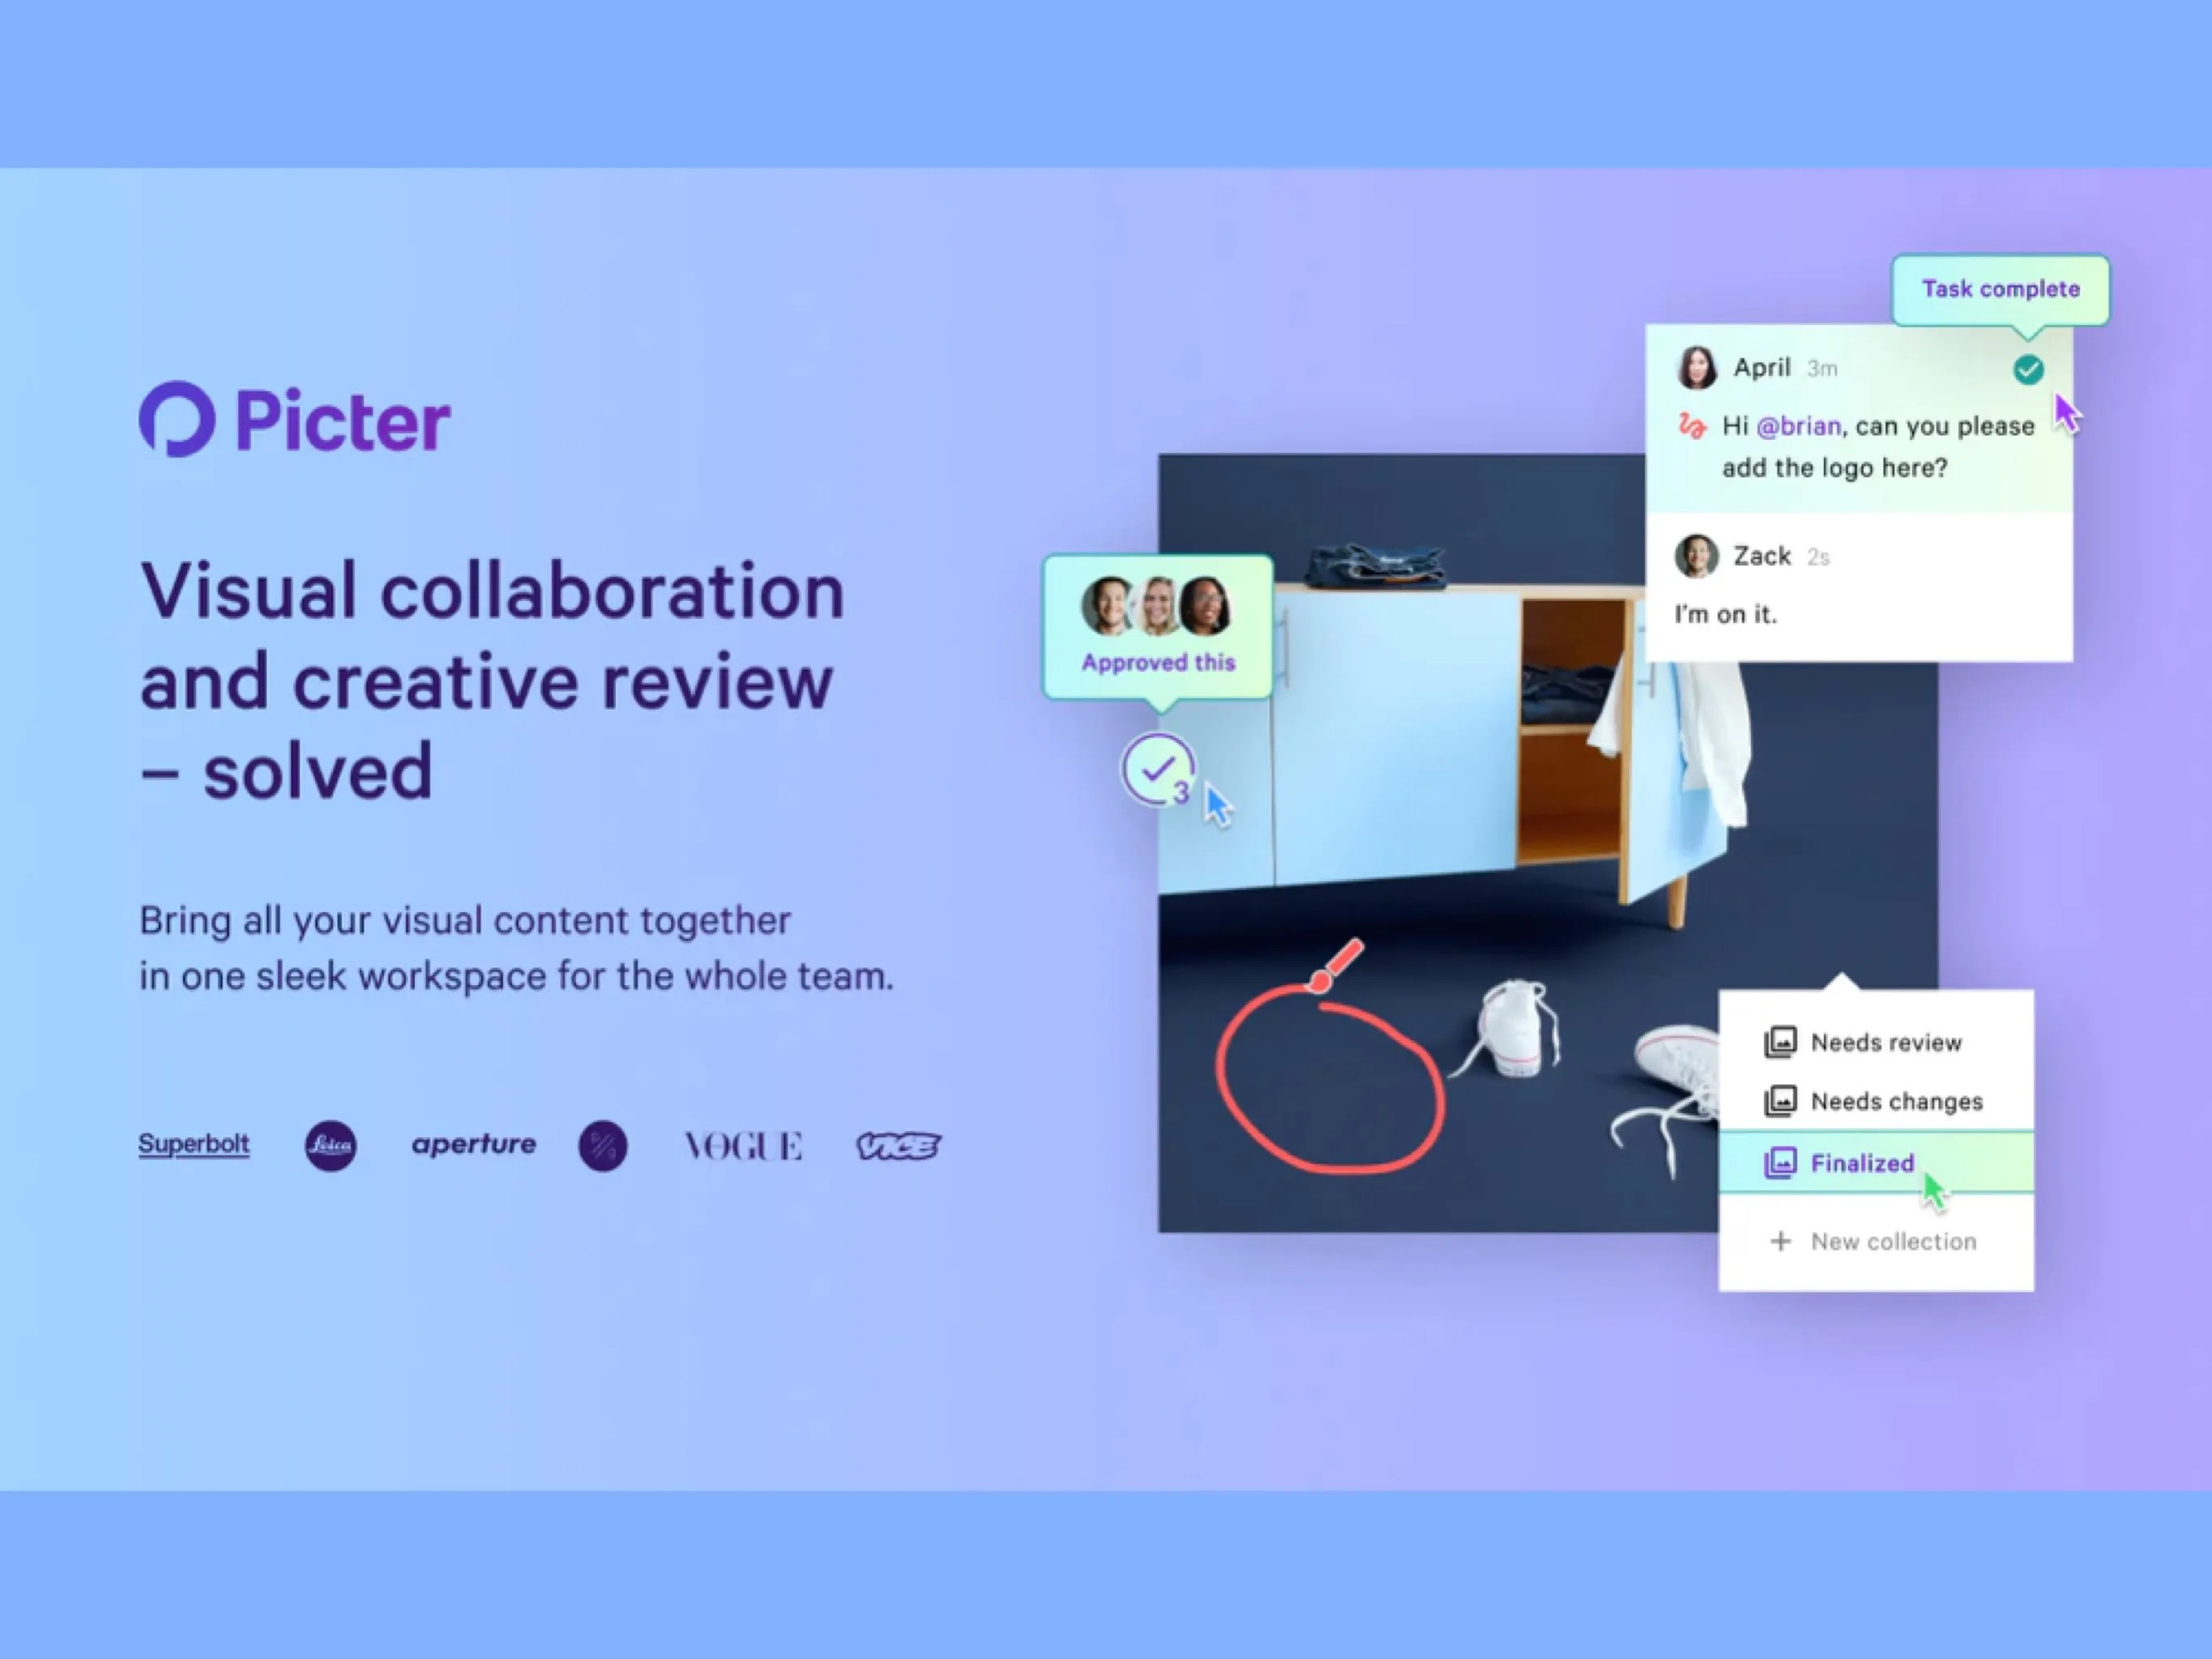 Picter
Visual collaboration
and creative review
– solved
Bring all your visual content together
in one sleek workspace for the whole team.
Superbolt
Leica
aperture
VOGUE
VICE
Task complete
April 3m
Hi @brian, can you please
add the logo here?
Zack 2s
I'm on it.
Approved this
3
Needs review
Needs changes
Finalized
+ New collection